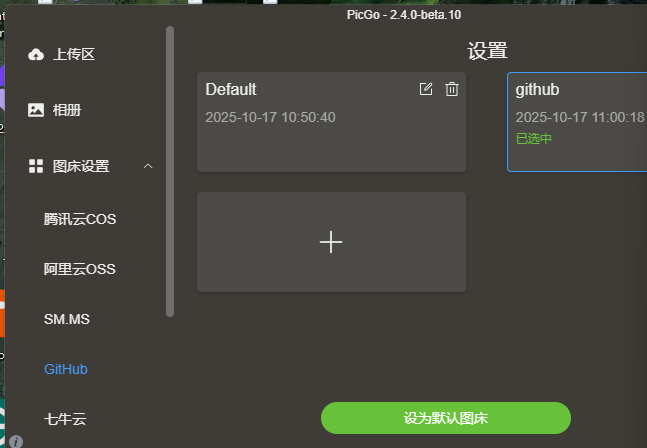 PicGo - 2.4.0-beta.10
上传区
相册
图床设置
腾讯云COS
阿里云OSS
SM.MS
GitHub
七牛云
设置
Default
2025-10-17 10:50:40
github
2025-10-17 11:00:18
已选中
设为默认图床